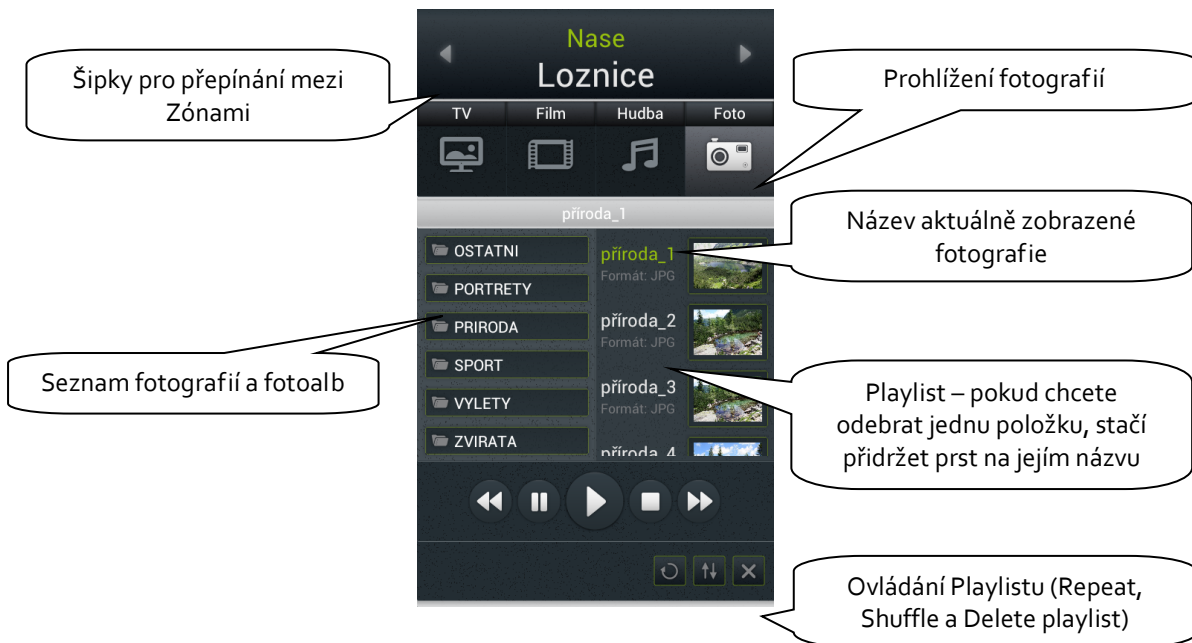 Nase
Loznice
TV Film Hudba Foto
příroda_1
OSTATNI
PORTRETY
PRIRODA
SPORT
VYLETY
ZVIRATA
příroda_1
Formát: JPG
příroda_2
Formát: JPG
příroda_3
Formát: JPG
příroda_4
Šipky pro přepínání mezi
Zónami
Seznam fotografií a fotoalb
Prohlížení fotografií
Název aktuálně zobrazené
fotografie
Playlist – pokud chcete
odebrat jednu položku, stačí
přidržet prst na jejím názvu
Ovládání Playlistu (Repeat,
Shuffle a Delete playlist)